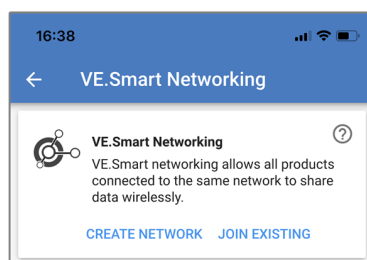 16:38
VE.Smart Networking
VE.Smart Networking
VE.Smart networking allows all products
connected to the same network to share
data wirelessly.
CREATE NETWORK JOIN EXISTING